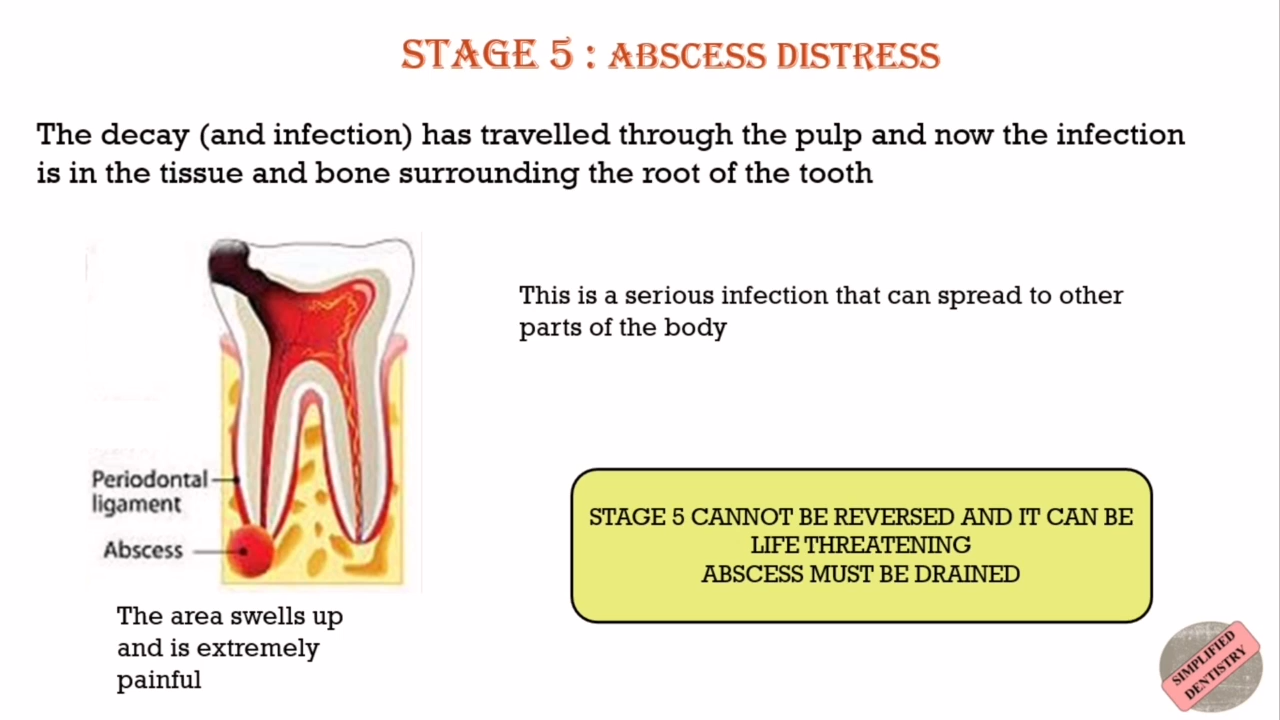 STAGE 5 : ABSCESS DISTRESS
The decay (and infection) has travelled through the pulp and now the infection
is in the tissue and bone surrounding the root of the tooth
This is a serious infection that can spread to other
parts of the body
Periodontal
ligament
Abscess
STAGE 5 CANNOT BE REVERSED AND IT CAN BE
LIFE THREATENING
ABSCESS MUST BE DRAINED
The area swells up
and is extremely
painful
SIMPLIFIED
DENTISTRY